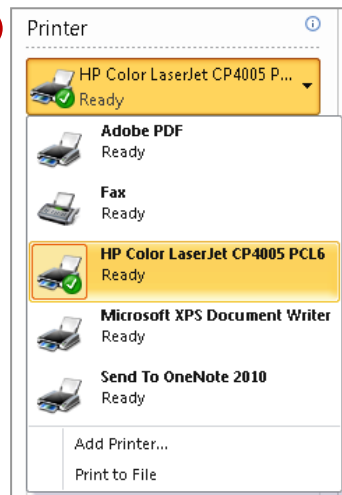 Printer
HP Color LaserJet CP4005 P...
Ready
Adobe PDF
Ready
Fax
Ready
HP Color LaserJet CP4005 PCL6
Ready
Microsoft XPS Document Writer
Ready
Send To OneNote 2010
Ready
Add Printer...
Print to File